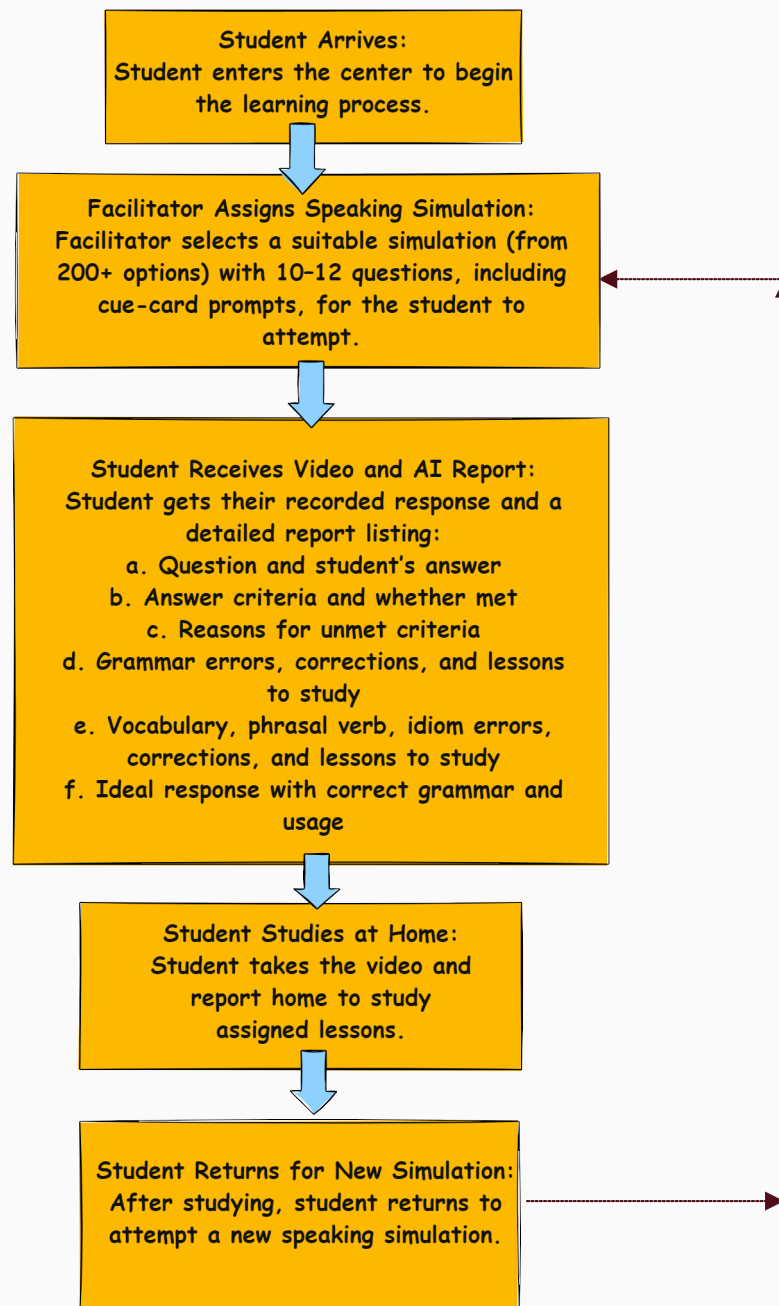 Student Arrives:
Student enters the center to begin
the learning process.
Facilitator Assigns Speaking Simulation:
Facilitator selects a suitable simulation (from
200+ options) with 10–12 questions, including
cue-card prompts, for the student to
attempt.
Student Receives Video and AI Report:
Student gets their recorded response and a
detailed report listing:
a. Question and student's answer
b. Answer criteria and whether met
c. Reasons for unmet criteria
d. Grammar errors, corrections, and lessons
to study
e. Vocabulary, phrasal verb, idiom errors,
corrections, and lessons to study
f. Ideal response with correct grammar and
usage
Student Studies at Home:
Student takes the video and
report home to study
assigned lessons.
Student Returns for New Simulation:
After studying, student returns to
attempt a new speaking simulation.